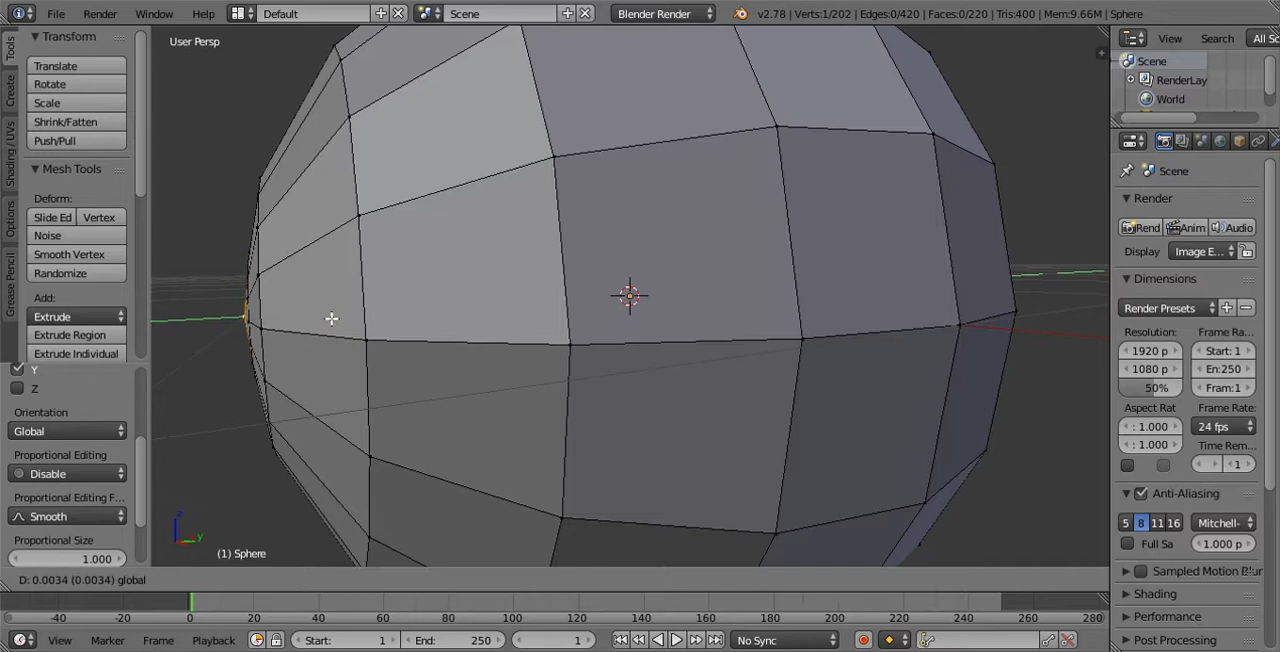 File Render Window Help Default Scene Blender Render v2.78 | Verts:1/202 | Edges:0/420 | Faces:0/220 | Tris:400 | Mem:9.66M | Sphere
Tools
Create
Shading / UVs
Options
Grease Pencil
Transform
Translate
Rotate
Scale
Shrink/Fatten
Push/Pull
Mesh Tools
Deform:
Slide Ed Vertex
Noise
Smooth Vertex
Randomize
Add:
Extrude
Extrude Region
Extrude Individual
Y
Z
Orientation
Global
Proportional Editing
Disable
Proportional Editing F...
Smooth
Proportional Size
1.000
User Persp
z
y
(1) Sphere
D: 0.0034 (0.0034) global
View Search All Sc
Scene
RenderLay
World
Scene
Render
Rend Anim Audio
Display Image E...
Dimensions
Render Presets
Resolution: Frame Ra...
1920 p Start: 1
1080 p En:250
50% Fram:1
Aspect Rat Frame Rate:
: 1.000 24 fps
: 1.000 Time Rem...
1
Anti-Aliasing
5 8 11 16 Mitchell-
Full Sa 1.000 p
Sampled Motion Blur
Shading
Performance
Post Processing
-40 -20 0 20 40 60 80 100 120 140 160 180 200 220 240 260 280
View Marker Frame Playback Start: 1 End: 250 1 No Sync